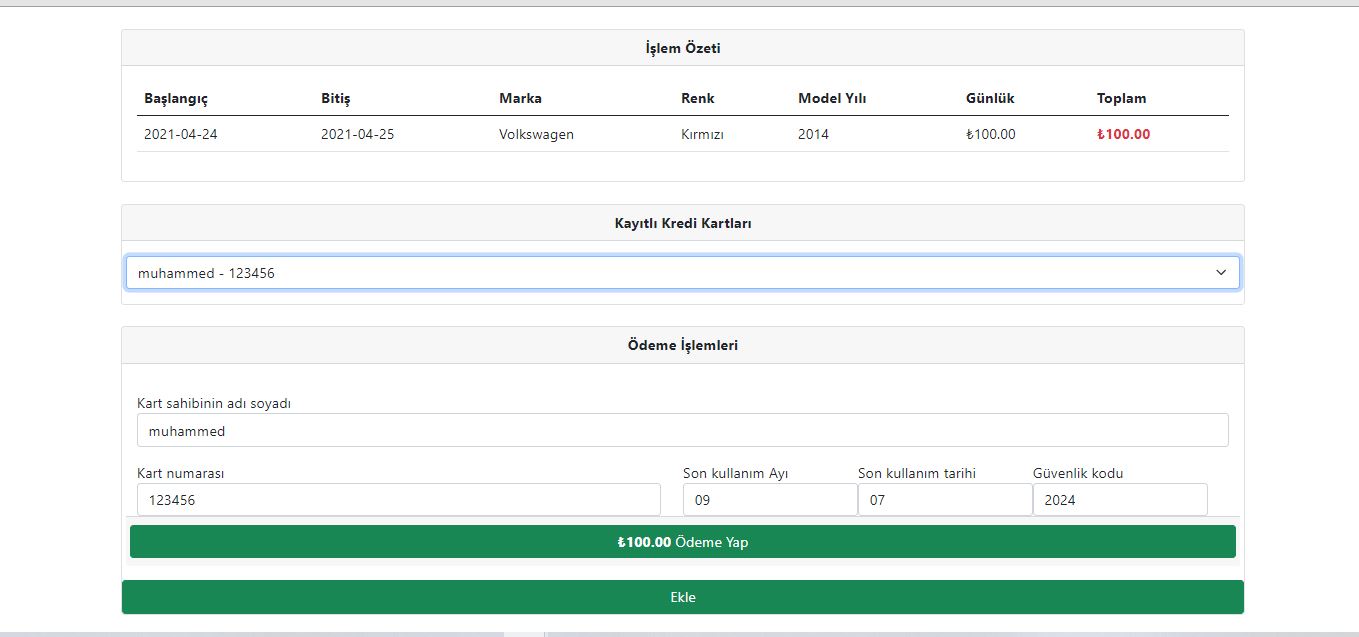 İşlem Özeti
Başlangıç Bitiş Marka Renk Model Yılı Günlük Toplam
2021-04-24 2021-04-25 Volkswagen Kırmızı 2014 ₺100.00 ₺100.00
Kayıtlı Kredi Kartları
muhammed - 123456
Ödeme İşlemleri
Kart sahibinin adı soyadı
muhammed
Kart numarası Son kullanım Ayı Son kullanım tarihi Güvenlik kodu
123456 09 07 2024
₺100.00 Ödeme Yap
Ekle